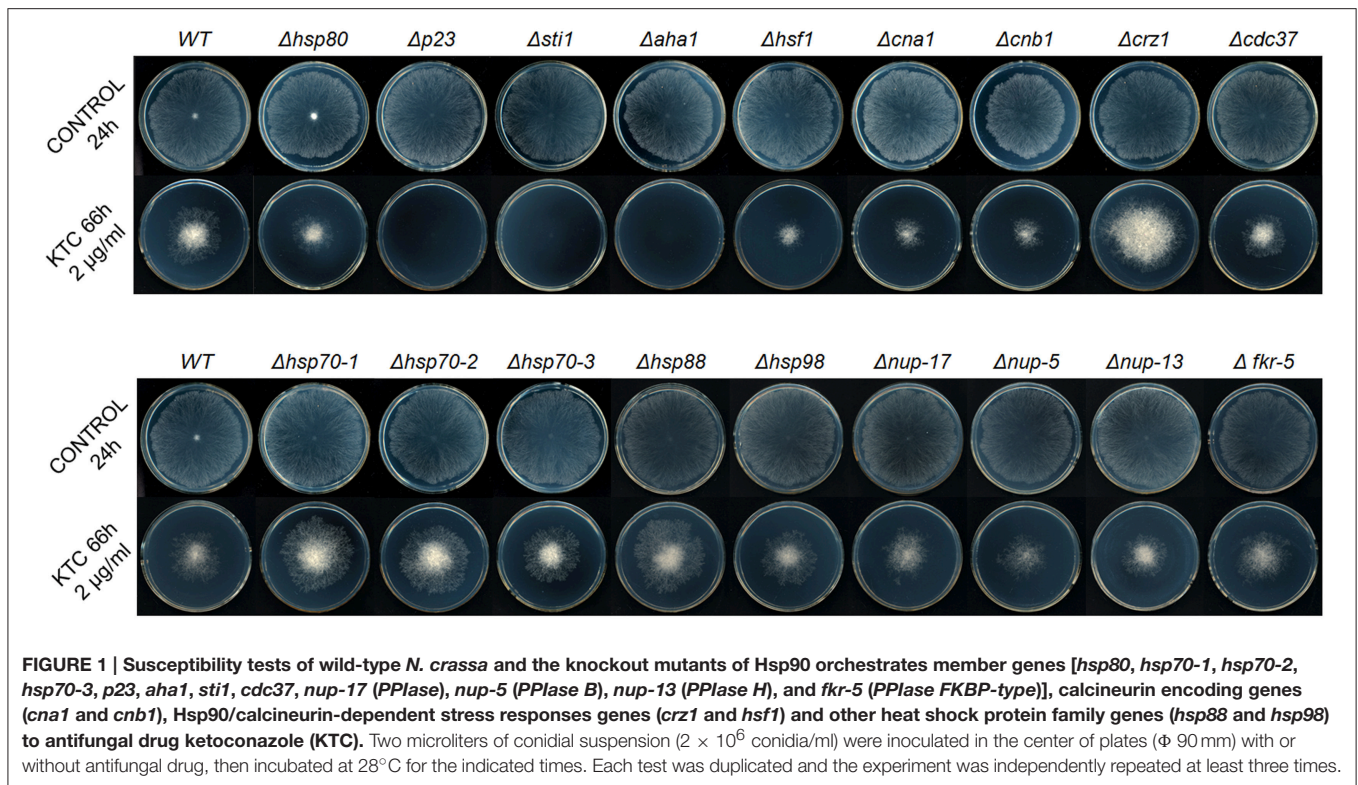 WT Δhsp80 Δp23 Δsti1 Δaha1 Δhsf1 Δcna1 Δcnb1 Δcrz1 Δcdc37
CONTROL
24h
KTC 66h
2 µg/ml
WT Δhsp70-1 Δhsp70-2 Δhsp70-3 Δhsp88 Δhsp98 Δnup-17 Δnup-5 Δnup-13 Δ fkr-5
CONTROL
24h
KTC 66h
2 µg/ml
FIGURE 1 | Susceptibility tests of wild-type N. crassa and the knockout mutants of Hsp90 orchestrates member genes [hsp80, hsp70-1, hsp70-2,
hsp70-3, p23, aha1, sti1, cdc37, nup-17 (PPIase), nup-5 (PPIase B), nup-13 (PPIase H), and fkr-5 (PPIase FKBP-type)], calcineurin encoding genes
(cna1 and cnb1), Hsp90/calcineurin-dependent stress responses genes (crz1 and hsf1) and other heat shock protein family genes (hsp88 and hsp98)
to antifungal drug ketoconazole (KTC). Two microliters of conidial suspension (2 × 10⁶ conidia/ml) were inoculated in the center of plates (Φ 90 mm) with or
without antifungal drug, then incubated at 28°C for the indicated times. Each test was duplicated and the experiment was independently repeated at least three times.